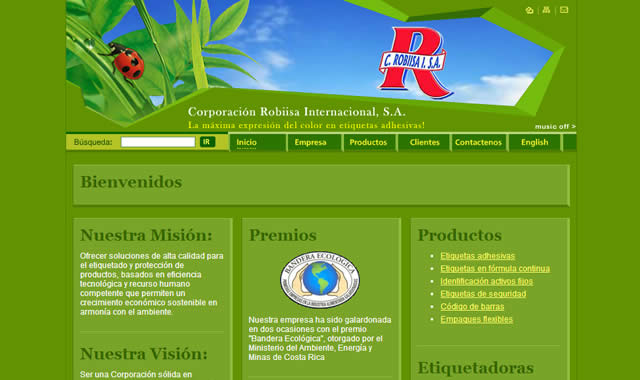 R
C. ROBIISA I. S.A.
Corporación Robiisa Internacional, S.A.
La máxima expresión del color en etiquetas adhesivas!
music off >
Búsqueda: IR Inicio Empresa Productos Clientes Contactenos English
Bienvenidos
Nuestra Misión:
Ofrecer soluciones de alta calidad para
el etiquetado y protección de
productos, basados en eficiencia
tecnológica y recurso humano
competente que permiten un
crecimiento económico sostenible en
armonía con el ambiente.
Nuestra Visión:
Ser una Corporación sólida en
Premios
BANDERA ECOLOGICA
Nuestra empresa ha sido galardonada
en dos ocasiones con el premio
"Bandera Ecológica", otorgado por el
Ministerio del Ambiente, Energía y
Minas de Costa Rica
Productos
Etiquetas adhesivas
Etiquetas en fórmula continua
Identificación activos fijos
Etiquetas de seguridad
Código de barras
Empaques flexibles
Etiquetadoras